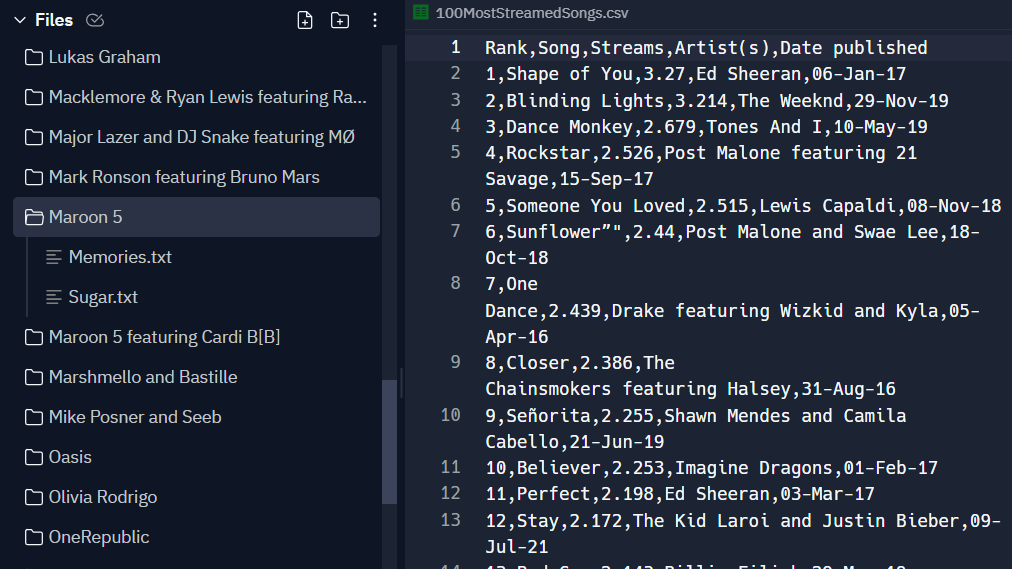 Files
Lukas Graham
Macklemore & Ryan Lewis featuring Ra...
Major Lazer and DJ Snake featuring MØ
Mark Ronson featuring Bruno Mars
Maroon 5
Memories.txt
Sugar.txt
Maroon 5 featuring Cardi B[B]
Marshmello and Bastille
Mike Posner and Seeb
Oasis
Olivia Rodrigo
OneRepublic
100MostStreamedSongs.csv
1 Rank,Song,Streams,Artist(s),Date published
2 1,Shape of You,3.27,Ed Sheeran,06-Jan-17
3 2,Blinding Lights,3.214,The Weeknd,29-Nov-19
4 3,Dance Monkey,2.679,Tones And I,10-May-19
5 4,Rockstar,2.526,Post Malone featuring 21
Savage,15-Sep-17
6 5,Someone You Loved,2.515,Lewis Capaldi,08-Nov-18
7 6,Sunflower”",2.44,Post Malone and Swae Lee,18-
Oct-18
8 7,One
Dance,2.439,Drake featuring Wizkid and Kyla,05-
Apr-16
9 8,Closer,2.386,The
Chainsmokers featuring Halsey,31-Aug-16
10 9,Señorita,2.255,Shawn Mendes and Camila
Cabello,21-Jun-19
11 10,Believer,2.253,Imagine Dragons,01-Feb-17
12 11,Perfect,2.198,Ed Sheeran,03-Mar-17
13 12,Stay,2.172,The Kid Laroi and Justin Bieber,09-
Jul-21